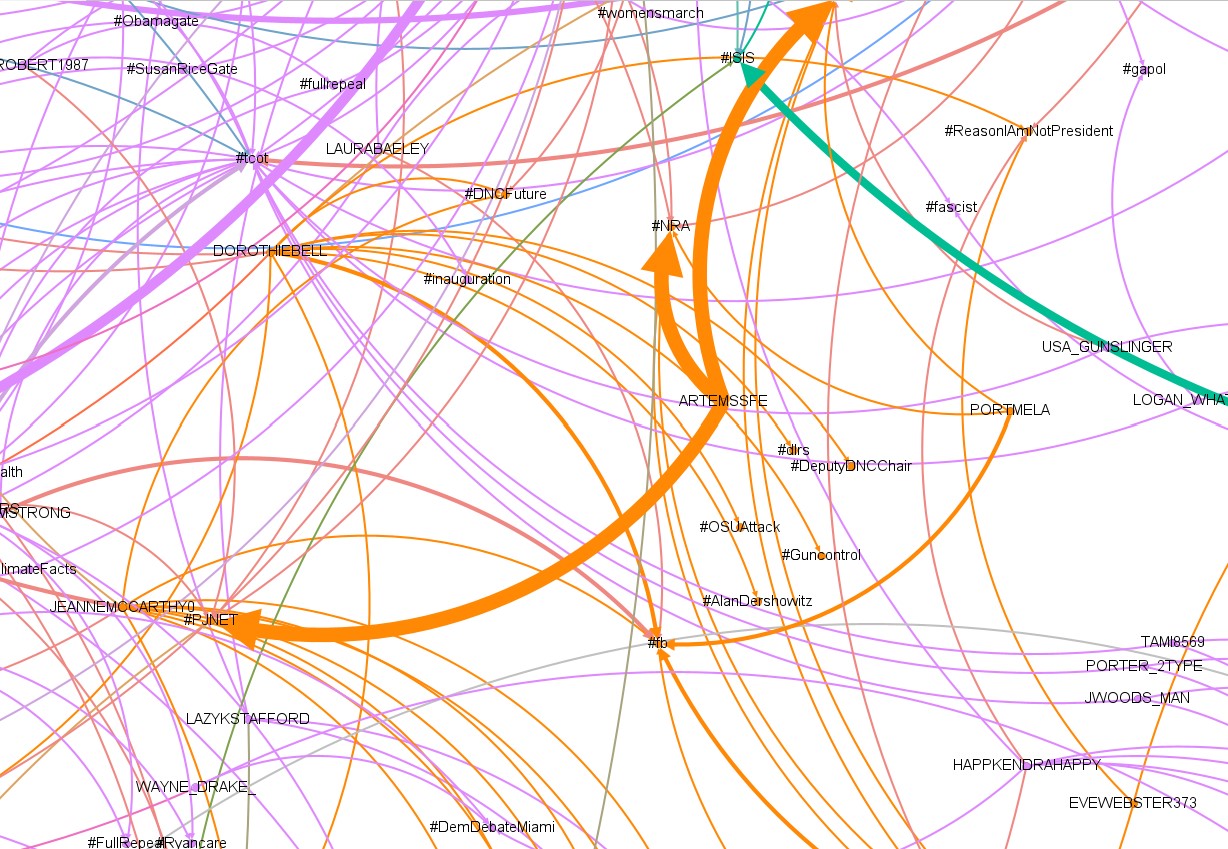 #womensmarch
#Obamagate
#ISIS
ROBERT1987
#SusanRiceGate
#gapol
#fullrepeal
#ReasonIAmNotPresident
LAURABAELEY
#tcot
#DNCFuture
#fascist
#NRA
DOROTHIEBELL
#inauguration
USA_GUNSLINGER
ARTEMSSFE
LOGAN_WHAT
PORTMELA
#dlrs
#DeputyDNCChair
alth
MSTRONG
#OSUAttack
#Guncontrol
limateFacts
#AlanDershowitz
JEANNEMCCARTHY0
#PJNET
#fb
TAMI8569
PORTER_2TYPE
JWOODS_MAN
LAZYKSTAFFORD
HAPPKENDRAHAPPY
WAYNE_DRAKE_
EVEWEBSTER373
#DemDebateMiami
#FullRepeal
#Ryancare